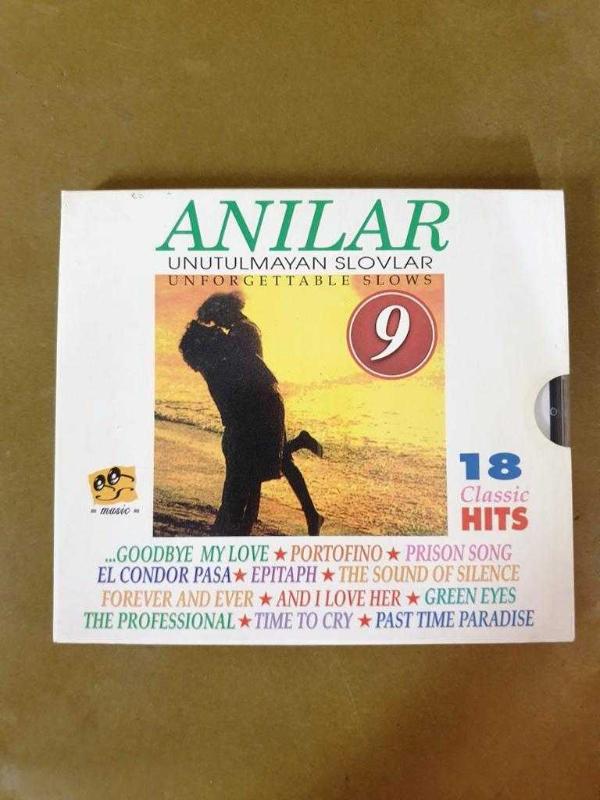 ANILAR
UNUTULMAYAN SLOVLAR
UNFORGETTABLE SLOWS
9
18
Classic
HITS
music
...GOODBYE MY LOVE ★ PORTOFINO ★ PRISON SONG
EL CONDOR PASA ★ EPITAPH ★ THE SOUND OF SILENCE
FOREVER AND EVER ★ AND I LOVE HER ★ GREEN EYES
THE PROFESSIONAL ★ TIME TO CRY ★ PAST TIME PARADISE